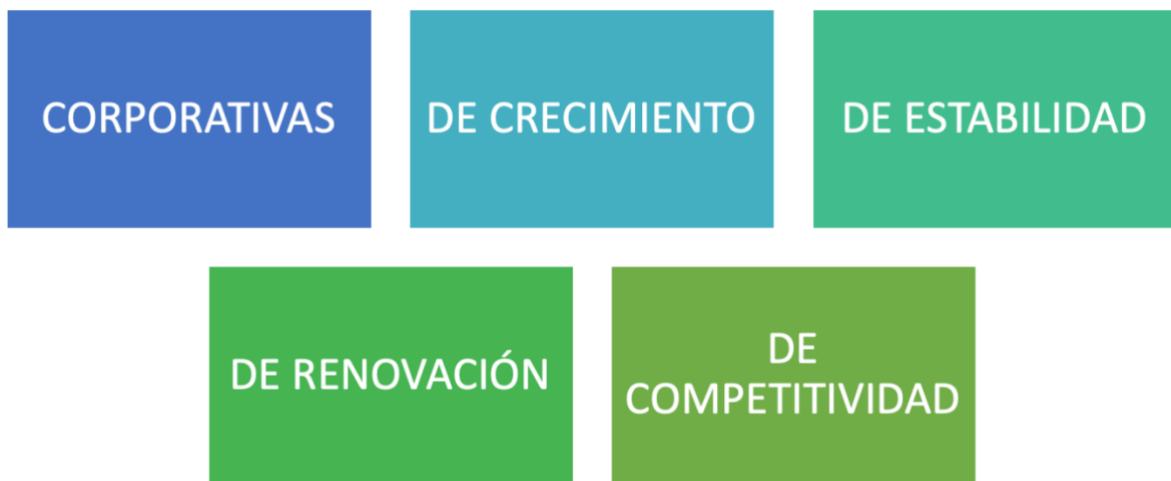 CORPORATIVAS
DE CRECIMIENTO
DE ESTABILIDAD
DE RENOVACIÓN
DE
COMPETITIVIDAD